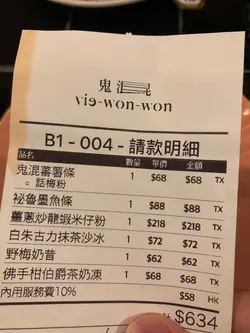 鬼混
vie-won-won
B1 - 004 - 請款明細
品名 數量 單價 金額
鬼混蕃薯條 1 $68 $68 TX
。話梅粉
祕魯墨魚條 1 $88 $88 TX
薑蔥炒龍蝦米仔粉 1 $218 $218 TX
白朱古力抹茶沙冰 1 $72 $72 TX
野梅奶昔 1 $62 $62 TX
佛手柑伯爵茶奶凍 1 $68 $68 TX
內用服務費10% $58 HK
$634